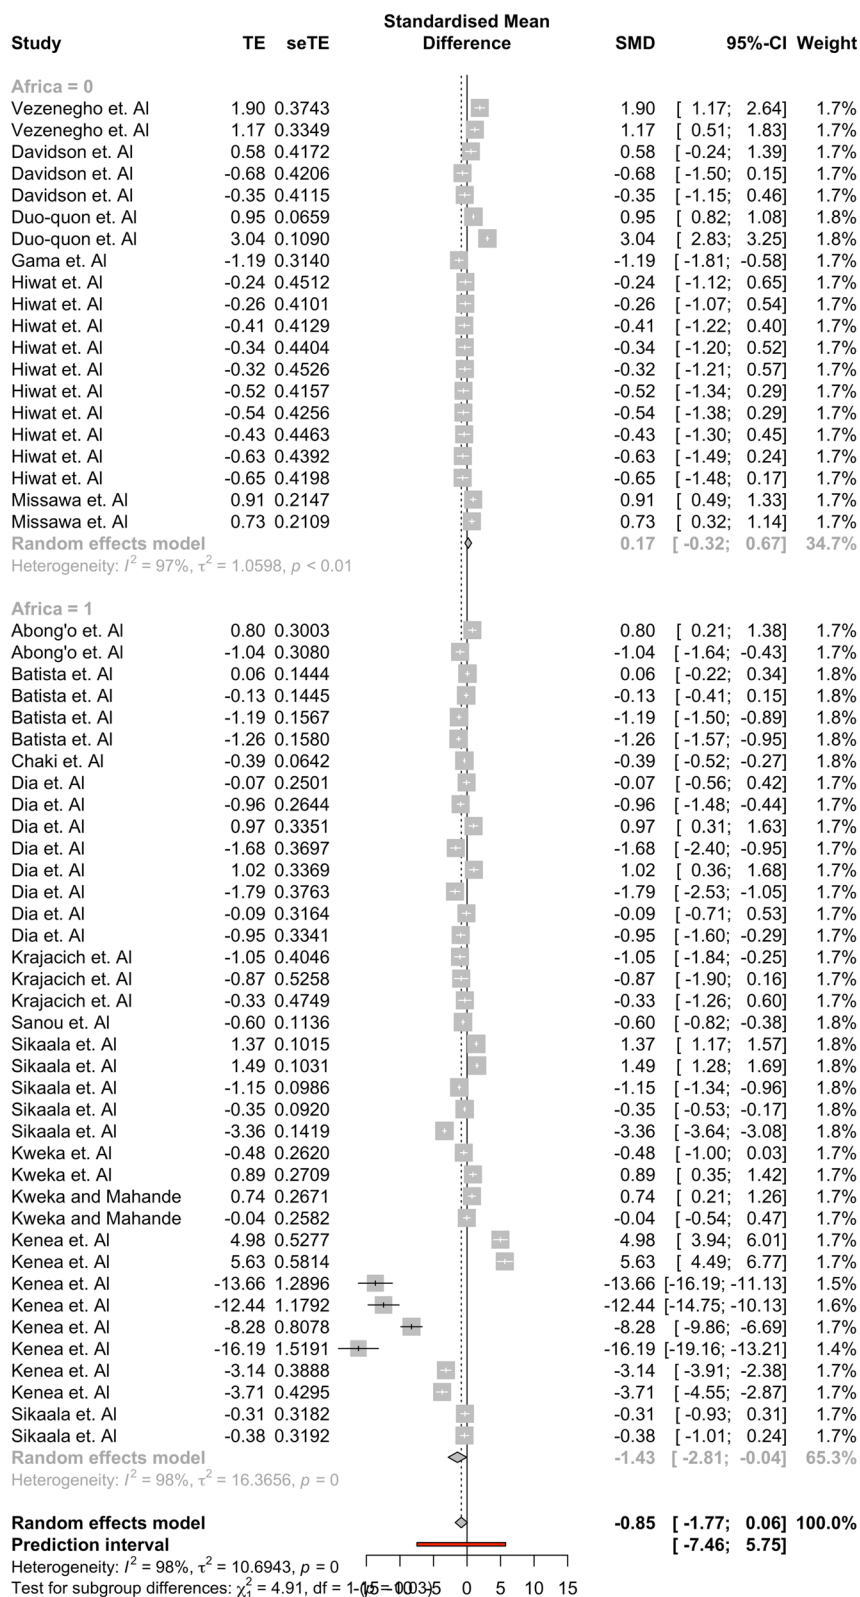 Standardised Mean
Study TE seTE Difference SMD 95%-CI Weight
Africa = 0
Vezenegho et. Al 1.90 0.3743 1.90 [ 1.17; 2.64] 1.7%
Vezenegho et. Al 1.17 0.3349 1.17 [ 0.51; 1.83] 1.7%
Davidson et. Al 0.58 0.4172 0.58 [ -0.24; 1.39] 1.7%
Davidson et. Al -0.68 0.4206 -0.68 [ -1.50; 0.15] 1.7%
Davidson et. Al -0.35 0.4115 -0.35 [ -1.15; 0.46] 1.7%
Duo-quon et. Al 0.95 0.0659 0.95 [ 0.82; 1.08] 1.8%
Duo-quon et. Al 3.04 0.1090 3.04 [ 2.83; 3.25] 1.8%
Gama et. Al -1.19 0.3140 -1.19 [ -1.81; -0.58] 1.7%
Hiwat et. Al -0.24 0.4512 -0.24 [ -1.12; 0.65] 1.7%
Hiwat et. Al -0.26 0.4101 -0.26 [ -1.07; 0.54] 1.7%
Hiwat et. Al -0.41 0.4129 -0.41 [ -1.22; 0.40] 1.7%
Hiwat et. Al -0.34 0.4404 -0.34 [ -1.20; 0.52] 1.7%
Hiwat et. Al -0.32 0.4526 -0.32 [ -1.21; 0.57] 1.7%
Hiwat et. Al -0.52 0.4157 -0.52 [ -1.34; 0.29] 1.7%
Hiwat et. Al -0.54 0.4256 -0.54 [ -1.38; 0.29] 1.7%
Hiwat et. Al -0.43 0.4463 -0.43 [ -1.30; 0.45] 1.7%
Hiwat et. Al -0.63 0.4392 -0.63 [ -1.49; 0.24] 1.7%
Hiwat et. Al -0.65 0.4198 -0.65 [ -1.48; 0.17] 1.7%
Missawa et. Al 0.91 0.2147 0.91 [ 0.49; 1.33] 1.7%
Missawa et. Al 0.73 0.2109 0.73 [ 0.32; 1.14] 1.7%
Random effects model 0.17 [ -0.32; 0.67] 34.7%
Heterogeneity: I² = 97%, τ² = 1.0598, p < 0.01
Africa = 1
Abong'o et. Al 0.80 0.3003 0.80 [ 0.21; 1.38] 1.7%
Abong'o et. Al -1.04 0.3080 -1.04 [ -1.64; -0.43] 1.7%
Batista et. Al 0.06 0.1444 0.06 [ -0.22; 0.34] 1.8%
Batista et. Al -0.13 0.1445 -0.13 [ -0.41; 0.15] 1.8%
Batista et. Al -1.19 0.1567 -1.19 [ -1.50; -0.89] 1.8%
Batista et. Al -1.26 0.1580 -1.26 [ -1.57; -0.95] 1.8%
Chaki et. Al -0.39 0.0642 -0.39 [ -0.52; -0.27] 1.8%
Dia et. Al -0.07 0.2501 -0.07 [ -0.56; 0.42] 1.7%
Dia et. Al -0.96 0.2644 -0.96 [ -1.48; -0.44] 1.7%
Dia et. Al 0.97 0.3351 0.97 [ 0.31; 1.63] 1.7%
Dia et. Al -1.68 0.3697 -1.68 [ -2.40; -0.95] 1.7%
Dia et. Al 1.02 0.3369 1.02 [ 0.36; 1.68] 1.7%
Dia et. Al -1.79 0.3763 -1.79 [ -2.53; -1.05] 1.7%
Dia et. Al -0.09 0.3164 -0.09 [ -0.71; 0.53] 1.7%
Dia et. Al -0.95 0.3341 -0.95 [ -1.60; -0.29] 1.7%
Krajacich et. Al -1.05 0.4046 -1.05 [ -1.84; -0.25] 1.7%
Krajacich et. Al -0.87 0.5258 -0.87 [ -1.90; 0.16] 1.7%
Krajacich et. Al -0.33 0.4749 -0.33 [ -1.26; 0.60] 1.7%
Sanou et. Al -0.60 0.1136 -0.60 [ -0.82; -0.38] 1.8%
Sikaala et. Al 1.37 0.1015 1.37 [ 1.17; 1.57] 1.8%
Sikaala et. Al 1.49 0.1031 1.49 [ 1.28; 1.69] 1.8%
Sikaala et. Al -1.15 0.0986 -1.15 [ -1.34; -0.96] 1.8%
Sikaala et. Al -0.35 0.0920 -0.35 [ -0.53; -0.17] 1.8%
Sikaala et. Al -3.36 0.1419 -3.36 [ -3.64; -3.08] 1.8%
Kweka et. Al -0.48 0.2620 -0.48 [ -1.00; 0.03] 1.7%
Kweka et. Al 0.89 0.2709 0.89 [ 0.35; 1.42] 1.7%
Kweka and Mahande 0.74 0.2671 0.74 [ 0.21; 1.26] 1.7%
Kweka and Mahande -0.04 0.2582 -0.04 [ -0.54; 0.47] 1.7%
Kenea et. Al 4.98 0.5277 4.98 [ 3.94; 6.01] 1.7%
Kenea et. Al 5.63 0.5814 5.63 [ 4.49; 6.77] 1.7%
Kenea et. Al -13.66 1.2896 -13.66 [-16.19; -11.13] 1.5%
Kenea et. Al -12.44 1.1792 -12.44 [-14.75; -10.13] 1.6%
Kenea et. Al -8.28 0.8078 -8.28 [ -9.86; -6.69] 1.7%
Kenea et. Al -16.19 1.5191 -16.19 [-19.16; -13.21] 1.4%
Kenea et. Al -3.14 0.3888 -3.14 [ -3.91; -2.38] 1.7%
Kenea et. Al -3.71 0.4295 -3.71 [ -4.55; -2.87] 1.7%
Sikaala et. Al -0.31 0.3182 -0.31 [ -0.93; 0.31] 1.7%
Sikaala et. Al -0.38 0.3192 -0.38 [ -1.01; 0.24] 1.7%
Random effects model -1.43 [ -2.81; -0.04] 65.3%
Heterogeneity: I² = 98%, τ² = 16.3656, p = 0
Random effects model -0.85 [ -1.77; 0.06] 100.0%
Prediction interval [ -7.46; 5.75]
Heterogeneity: I² = 98%, τ² = 10.6943, p = 0
Test for subgroup differences: χ₁² = 4.91, df = 1 (p = 0.03) -15 -10 -5 0 5 10 15